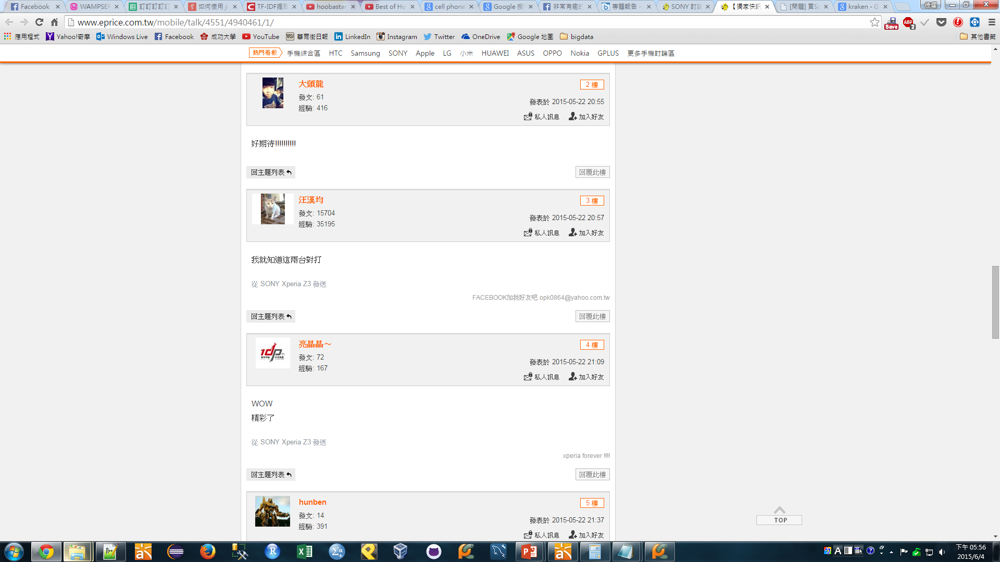 Facebook
WAMPSER
訂訂訂訂訂
如何使用 ji
TF-IDF提取
hoobastan
Best of Ho
cell phone
Google 搜
非常有趣的
專題報告 -
SONY 討論
【獨家快訊
[問題] 買So
kraken - G
www.eprice.com.tw/mobile/talk/4551/4940461/1/
應用程式 Yahoo!奇摩 Windows Live Facebook 成功大學 YouTube 華爾街日報 LinkedIn Instagram Twitter OneDrive Google 地圖 bigdata 其他書籤
熱門看板 手機綜合區 HTC Samsung SONY Apple LG 小米 HUAWEI ASUS OPPO Nokia GPLUS 更多手機討論區
大頭龍
2 樓
發文: 61
發表於 2015-05-22 20:55
經驗: 416
私人訊息 加入好友
好期待!!!!!!!!!!
回主題列表
回覆此樓
汪漢均
3 樓
發文: 15704
發表於 2015-05-22 20:57
經驗: 35195
私人訊息 加入好友
我就知道這兩台對打
從 SONY Xperia Z3 發送
FACEBOOK加我好友吧 opk0864@yahoo.com.tw
回主題列表
回覆此樓
亮晶晶～
4 樓
發文: 72
發表於 2015-05-22 21:09
經驗: 167
私人訊息 加入好友
WOW
精彩了
從 SONY Xperia Z3 發送
xperia forever !!!!
回主題列表
回覆此樓
hunben
5 樓
發文: 14
發表於 2015-05-22 21:37
經驗: 391
私人訊息 加入好友
TOP
下午 05:56
2015/6/4